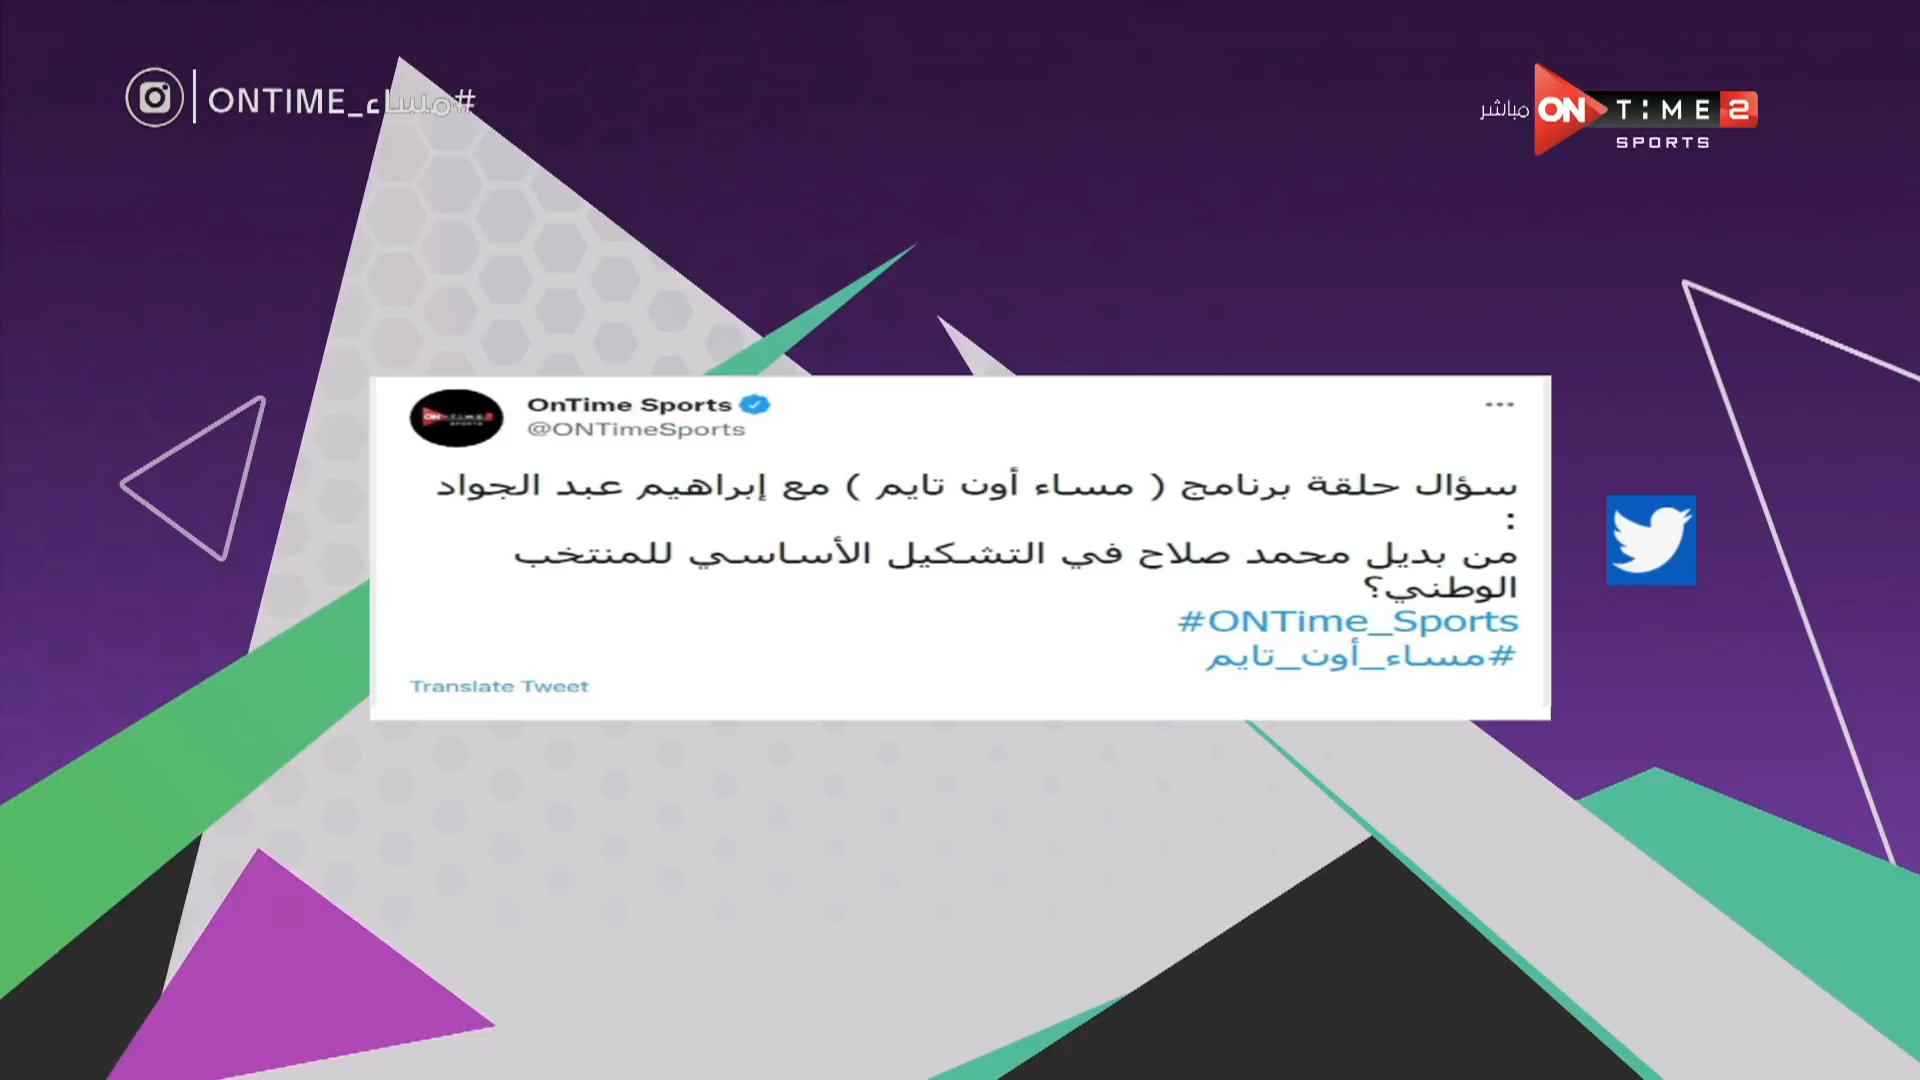 #مساء_ONTIME
مباشر
ON TIME 2
SPORTS
OnTime Sports
@ONTimeSports
سؤال حلقة برنامج ( مساء أون تايم ) مع إبراهيم عبد الجواد
:
من بديل محمد صلاح في التشكيل الأساسي للمنتخب
الوطني؟
#ONTime_Sports
#مساء_أون_تايم
Translate Tweet